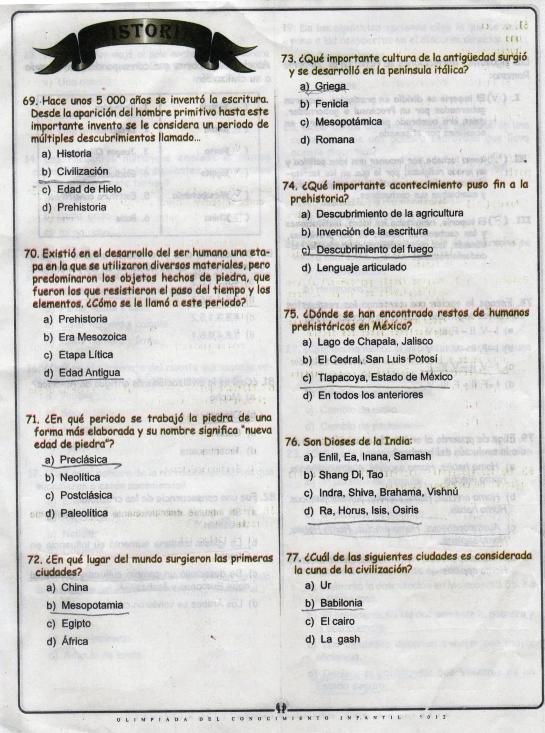 HISTORIA
69. Hace unos 5 000 años se inventó la escritura.
Desde la aparición del hombre primitivo hasta este
importante invento se le considera un periodo de
múltiples descubrimientos llamado...
a) Historia
b) Civilización
c) Edad de Hielo
d) Prehistoria
70. Existió en el desarrollo del ser humano una eta-
pa en la que se utilizaron diversos materiales, pero
predominaron los objetos hechos de piedra, que
fueron los que resistieron el paso del tiempo y los
elementos. ¿Cómo se le llamó a este periodo?
a) Prehistoria
b) Era Mesozoica
c) Etapa Lítica
d) Edad Antigua
71. ¿En qué periodo se trabajó la piedra de una
forma más elaborada y su nombre significa "nueva
edad de piedra"?
a) Preclásica
b) Neolítica
c) Postclásica
d) Paleolítica
72. ¿En qué lugar del mundo surgieron las primeras
ciudades?
a) China
b) Mesopotamia
c) Egipto
d) África
73. ¿Qué importante cultura de la antigüedad surgió
y se desarrolló en la península itálica?
a) Griega
b) Fenicia
c) Mesopotámica
d) Romana
74. ¿Qué importante acontecimiento puso fin a la
prehistoria?
a) Descubrimiento de la agricultura
b) Invención de la escritura
c) Descubrimiento del fuego
d) Lenguaje articulado
75. ¿Dónde se han encontrado restos de humanos
prehistóricos en México?
a) Lago de Chapala, Jalisco
b) El Cedral, San Luis Potosí
c) Tlapacoya, Estado de México
d) En todos los anteriores
76. Son Dioses de la India:
a) Enlil, Ea, Inana, Samash
b) Shang Di, Tao
c) Indra, Shiva, Brahama, Vishnú
d) Ra, Horus, Isis, Osiris
77. ¿Cuál de las siguientes ciudades es considerada
la cuna de la civilización?
a) Ur
b) Babilonia
c) El cairo
d) La gash
OLIMPIADA DEL CONOCIMIENTO INFANTIL 2012